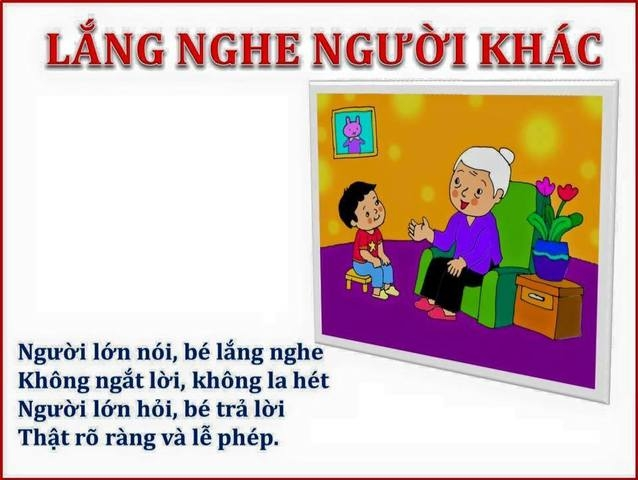 LẮNG NGHE NGƯỜI KHÁC
Người lớn nói, bé lắng nghe
Không ngắt lời, không la hét
Người lớn hỏi, bé trả lời
Thật rõ ràng và lễ phép.